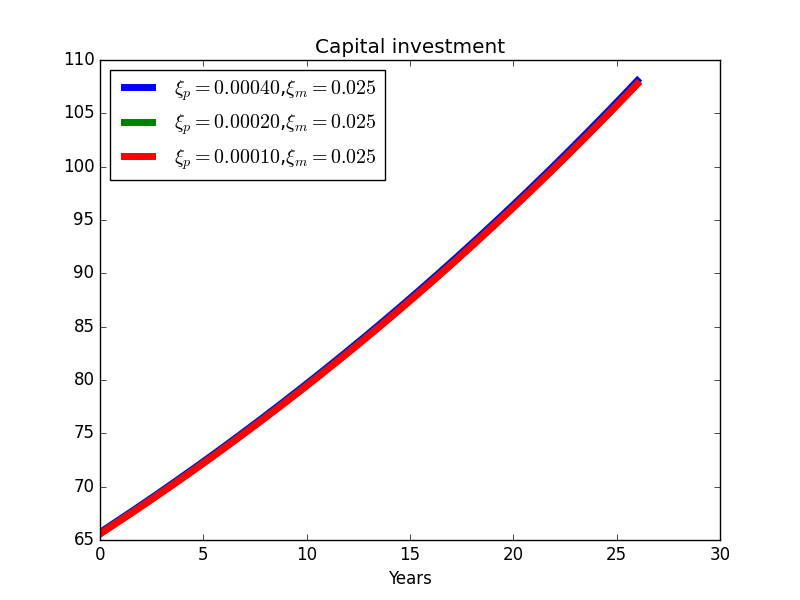 Capital investment
110
105
100
95
90
85
80
75
70
65
ξₚ = 0.00040,ξₘ = 0.025
ξₚ = 0.00020,ξₘ = 0.025
ξₚ = 0.00010,ξₘ = 0.025
0 5 10 15 20 25 30
Years